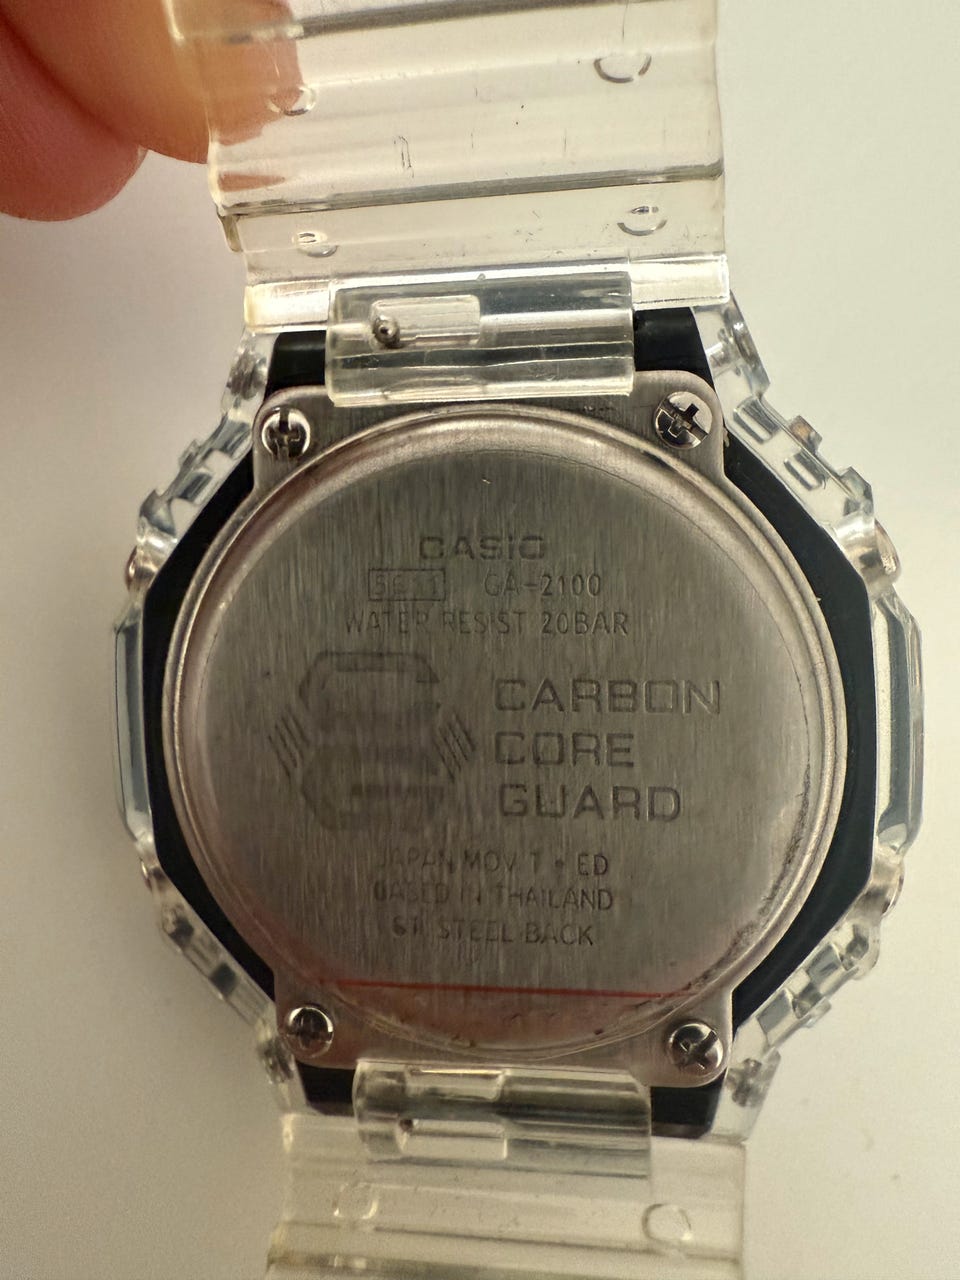 CASIO
5611 GA-2100
WATER RESIST 20BAR
CARBON
CORE
GUARD
JAPAN MOV'T • ED
CASED IN THAILAND
ST. STEEL BACK